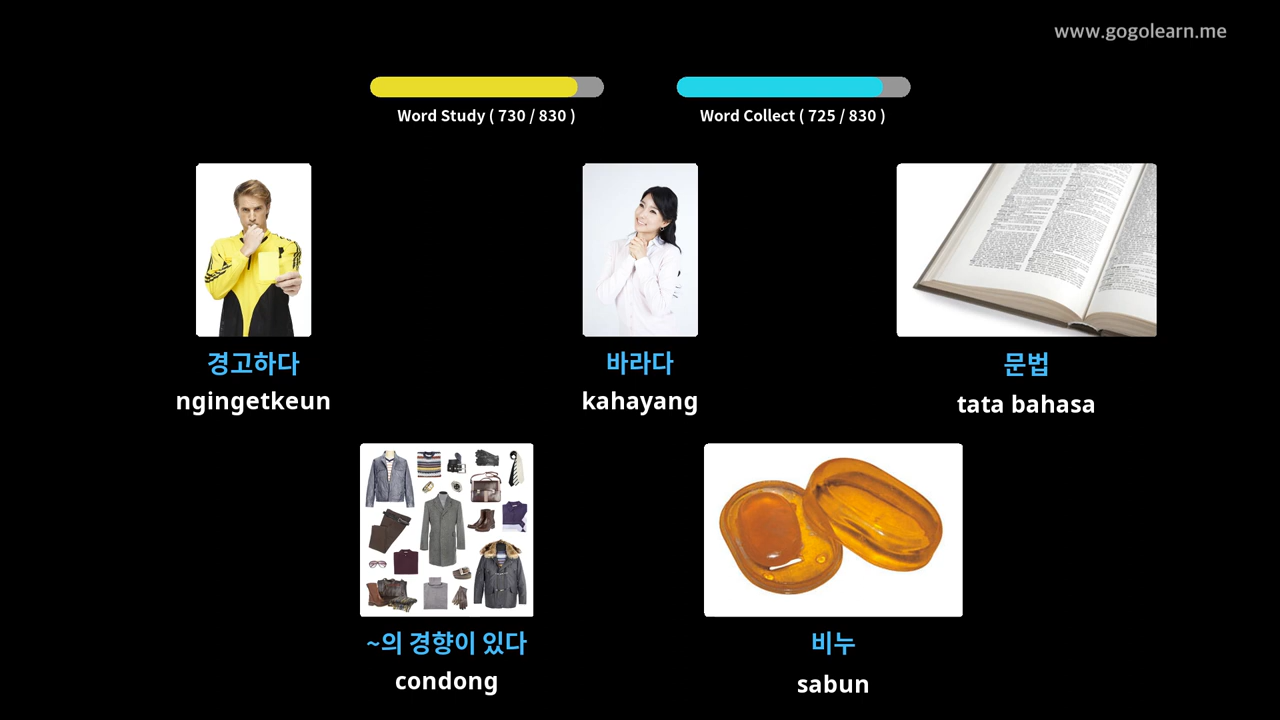 www.gogolearn.me
Word Study ( 730 / 830 )
Word Collect ( 725 / 830 )
경고하다
ngingetkeun
바라다
kahayang
문법
tata bahasa
~의 경향이 있다
condong
비누
sabun